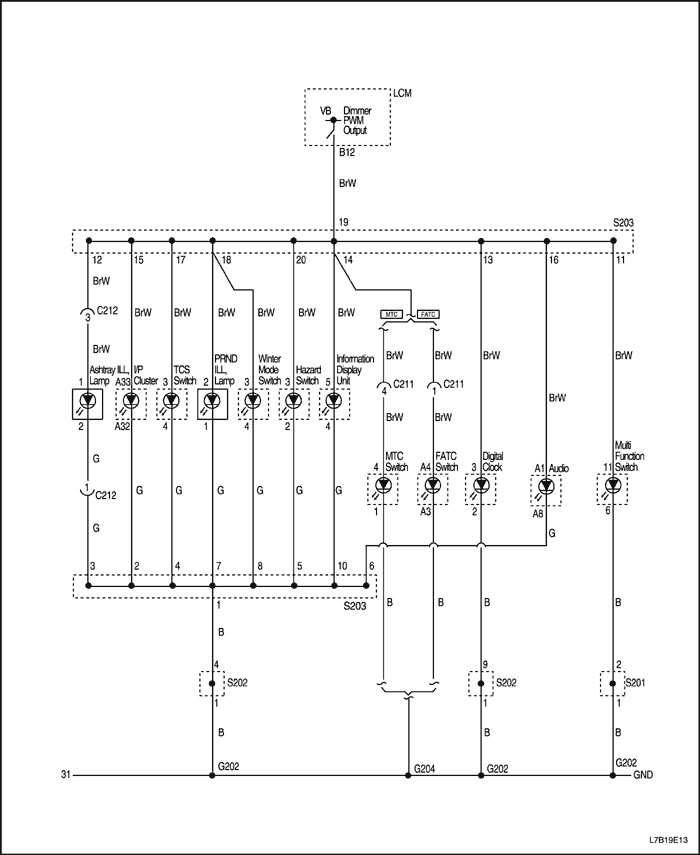 LCM
VB Dimmer
PWM
Output
B12
BrW
19
S203
12 15 17 18 20 14 13 16 11
BrW
C212
3
MTC FATC
BrW BrW BrW BrW BrW BrW
BrW BrW BrW BrW BrW
C211 C211
4 1
BrW
BrW BrW
Ashtray ILL, Lamp
I/P Cluster
TCS Switch
PRND ILL, Lamp
Winter Mode Switch
Hazard Switch
Information Display Unit
1 A33 3 2 3 3 5
2 A32 4 1 4 2 4
MTC Switch
FATC Switch
Digital Clock
Audio
Multi Function Switch
4 A4 3 A1 11
1 A3 2 A8 6
G
1
C212
G G G G G G
G
G
3 2 4 7 8 5 10 6
S203
1
B B B B
B
4 9 2
S202 S202 S201
1 1 1
B B B
31 G202 G204 G202 G202 GND
L7B19E13